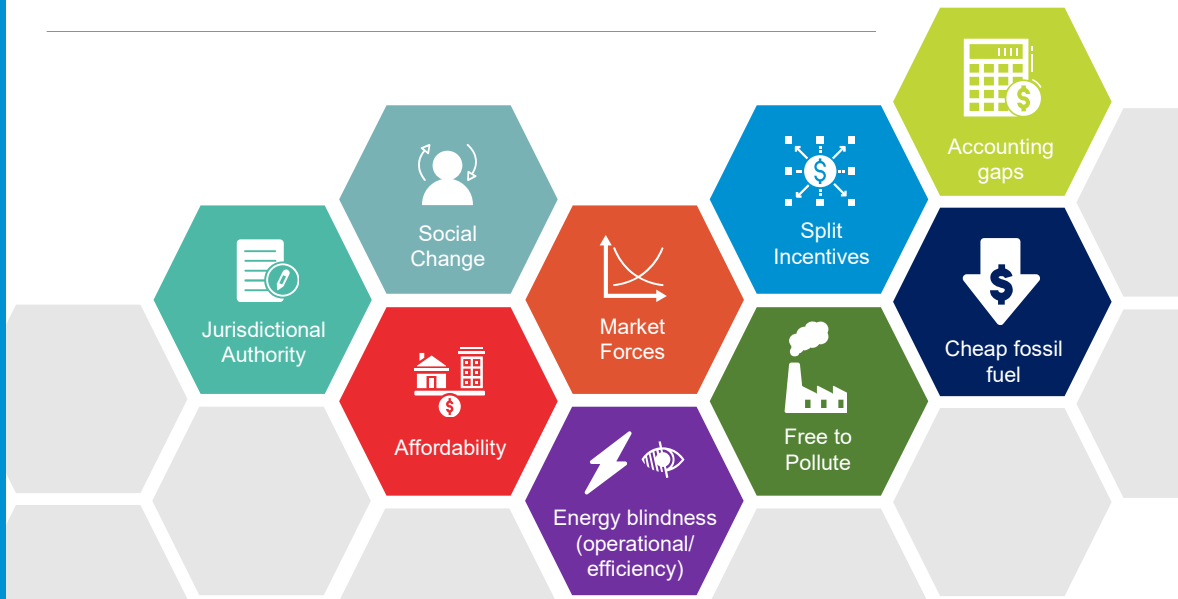 Accounting
gaps
Social
Change
Split
Incentives
Jurisdictional
Authority
Market
Forces
Cheap fossil
fuel
Affordability
Free to
Pollute
Energy blindness
(operational/
efficiency)
$
$
$
$